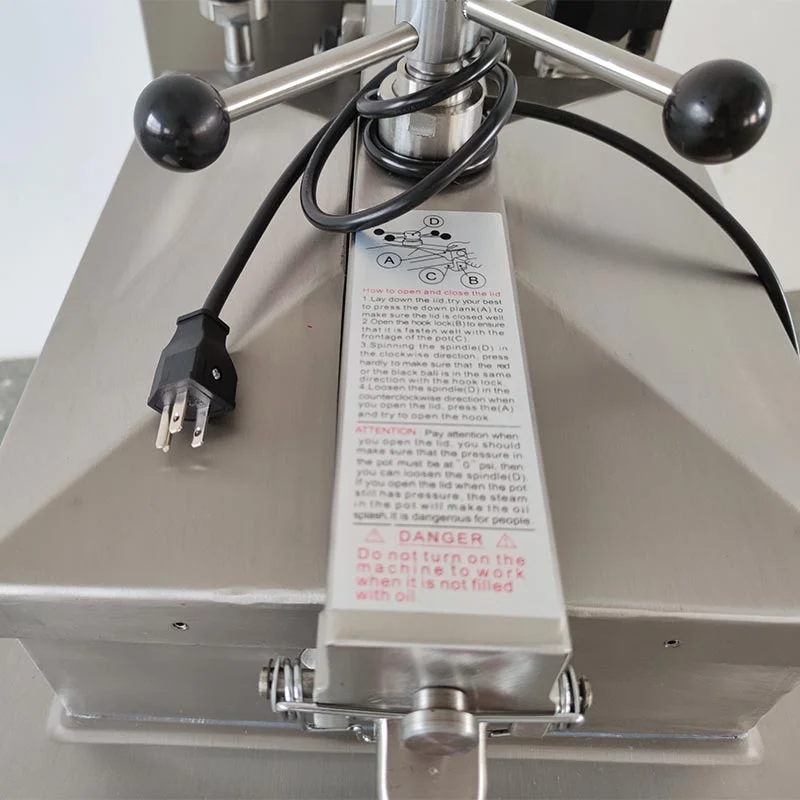 D
A
C
B
How to open and close the lid
1.Lay down the lid,try your best
to press the down plank(A) to
make sure the lid is closed well
2.Open the hook lock(B)to ensure
that it is fasten well with the
frontage of the pot(C).
3.Spinning the spindle(D) in
the clockwise direction, press
hardly to make sure that the red
or the black ball is in the same
direction with the hook lock.
4.Loosen the spindle(D) in the
counterclockwise direction when
you open the lid, press the(A)
and try to open the hook
ATTENTION: Pay attention when
you open the lid, you should
make sure that the pressure in
the pot must be at "0" psi, then
you can loosen the spindle(D).
If you open the lid when the pot
still has pressure, the steam
in the pot will make the oil
splash.It is dangerous for people.
DANGER
Do not turn on the
machine to work
when it is not filled
with oil.